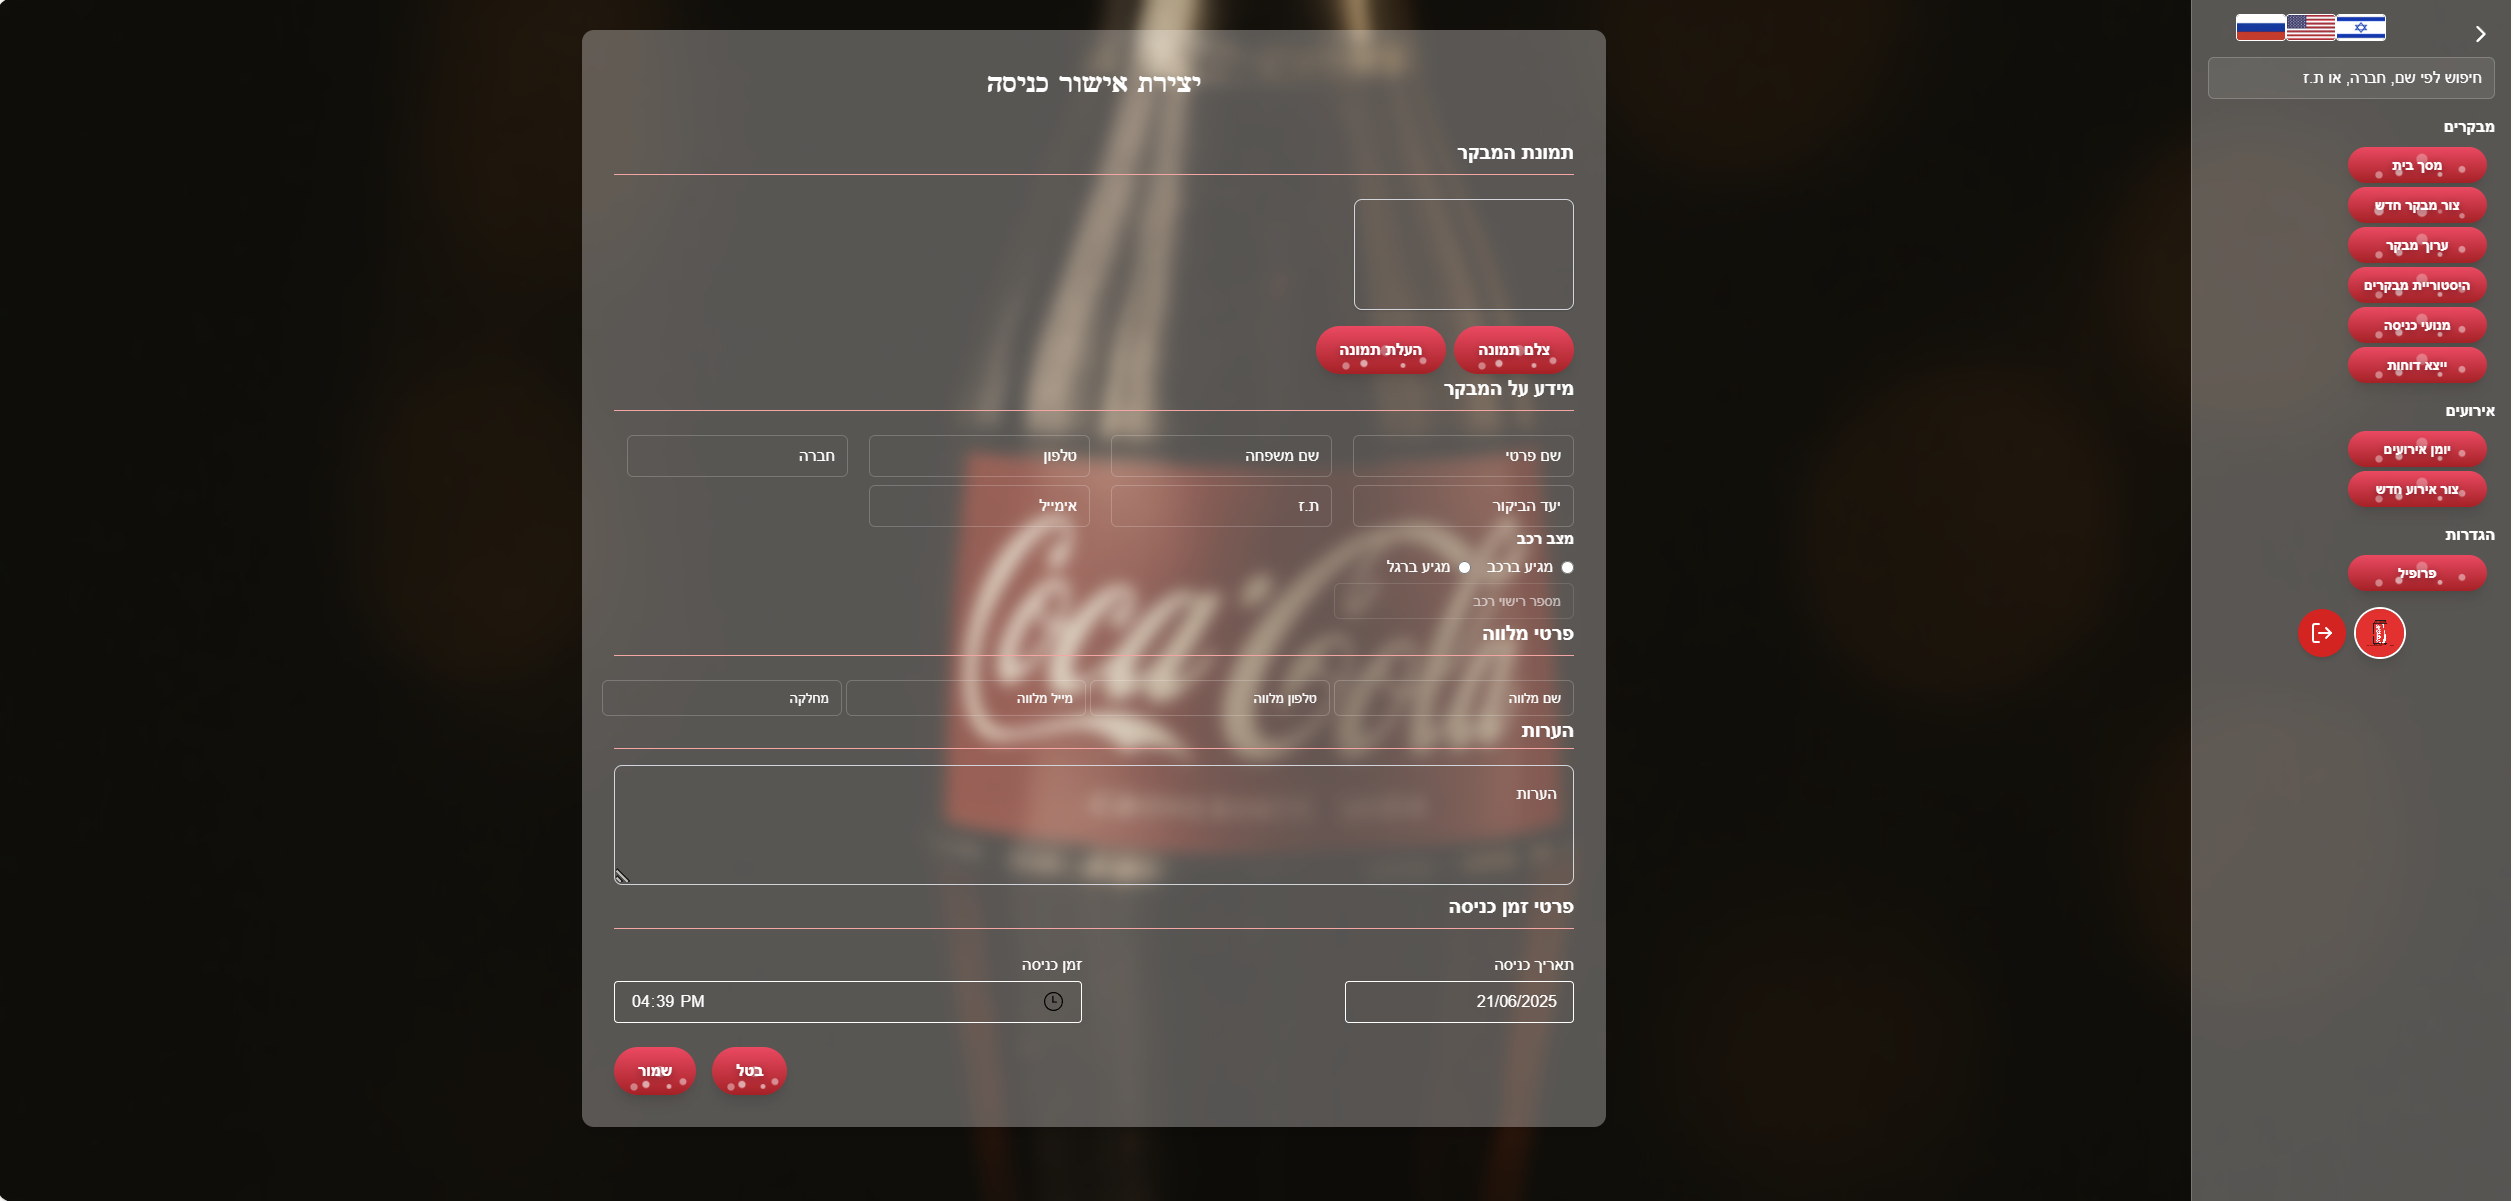 חיפוש לפי שם, חברה, או ת.ז
מבקרים
מסך בית
צור מבקר חדש
ערוך מבקר
היסטוריית מבקרים
מנועי כניסה
ייצא דוחות
אירועים
יומן אירועים
צור אירוע חדש
הגדרות
פרופיל
יצירת אישור כניסה
תמונת המבקר
צלם תמונה העלת תמונה
מידע על המבקר
שם פרטי שם משפחה טלפון חברה
יעד הביקור ת.ז אימייל
מצב רכב
מגיע ברכב מגיע ברגל
מספר רישוי רכב
פרטי מלווה
שם מלווה טלפון מלווה מייל מלווה מחלקה
Coca-Cola
הערות
הערות
פרטי זמן כניסה
תאריך כניסה זמן כניסה
21/06/2025 04:39 PM
בטל שמור